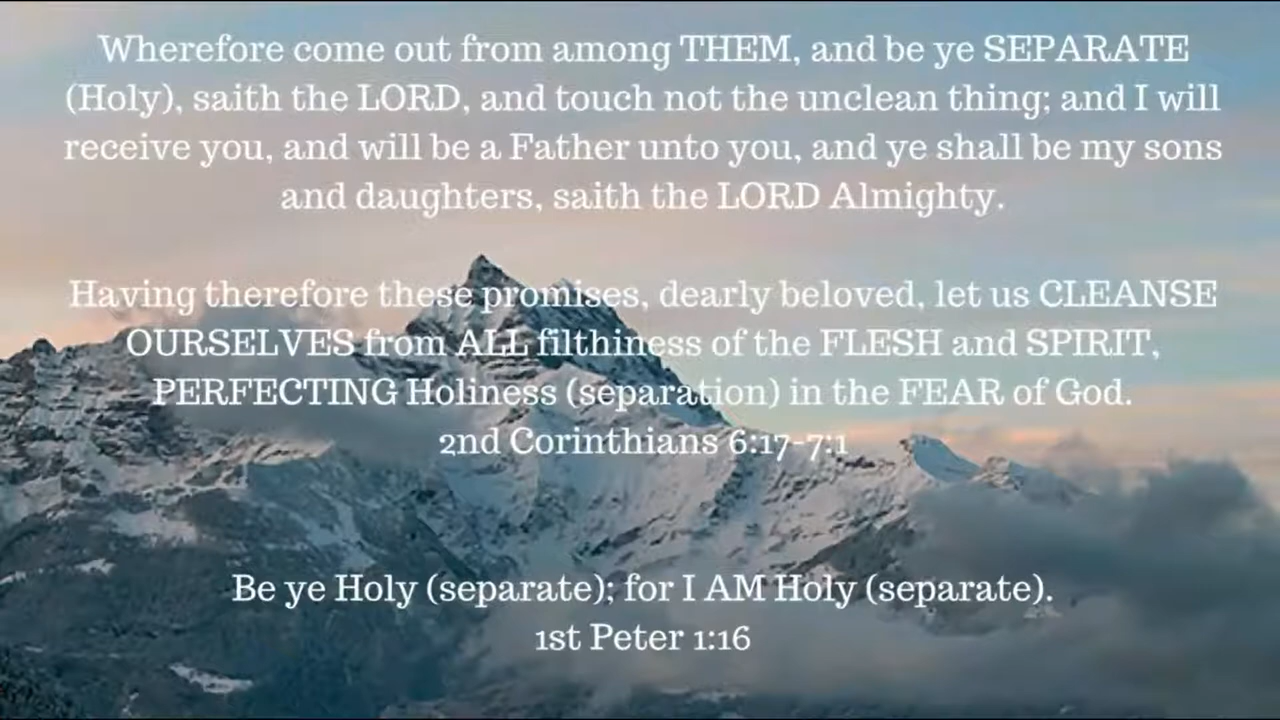 Wherefore come out from among THEM, and be ye SEPARATE
(Holy), saith the LORD, and touch not the unclean thing; and I will
receive you, and will be a Father unto you, and ye shall be my sons
and daughters, saith the LORD Almighty.
Having therefore these promises, dearly beloved, let us CLEANSE
OURSELVES from ALL filthiness of the FLESH and SPIRIT,
PERFECTING Holiness (separation) in the FEAR of God.
2nd Corinthians 6:17-7:1
Be ye Holy (separate); for I AM Holy (separate).
1st Peter 1:16